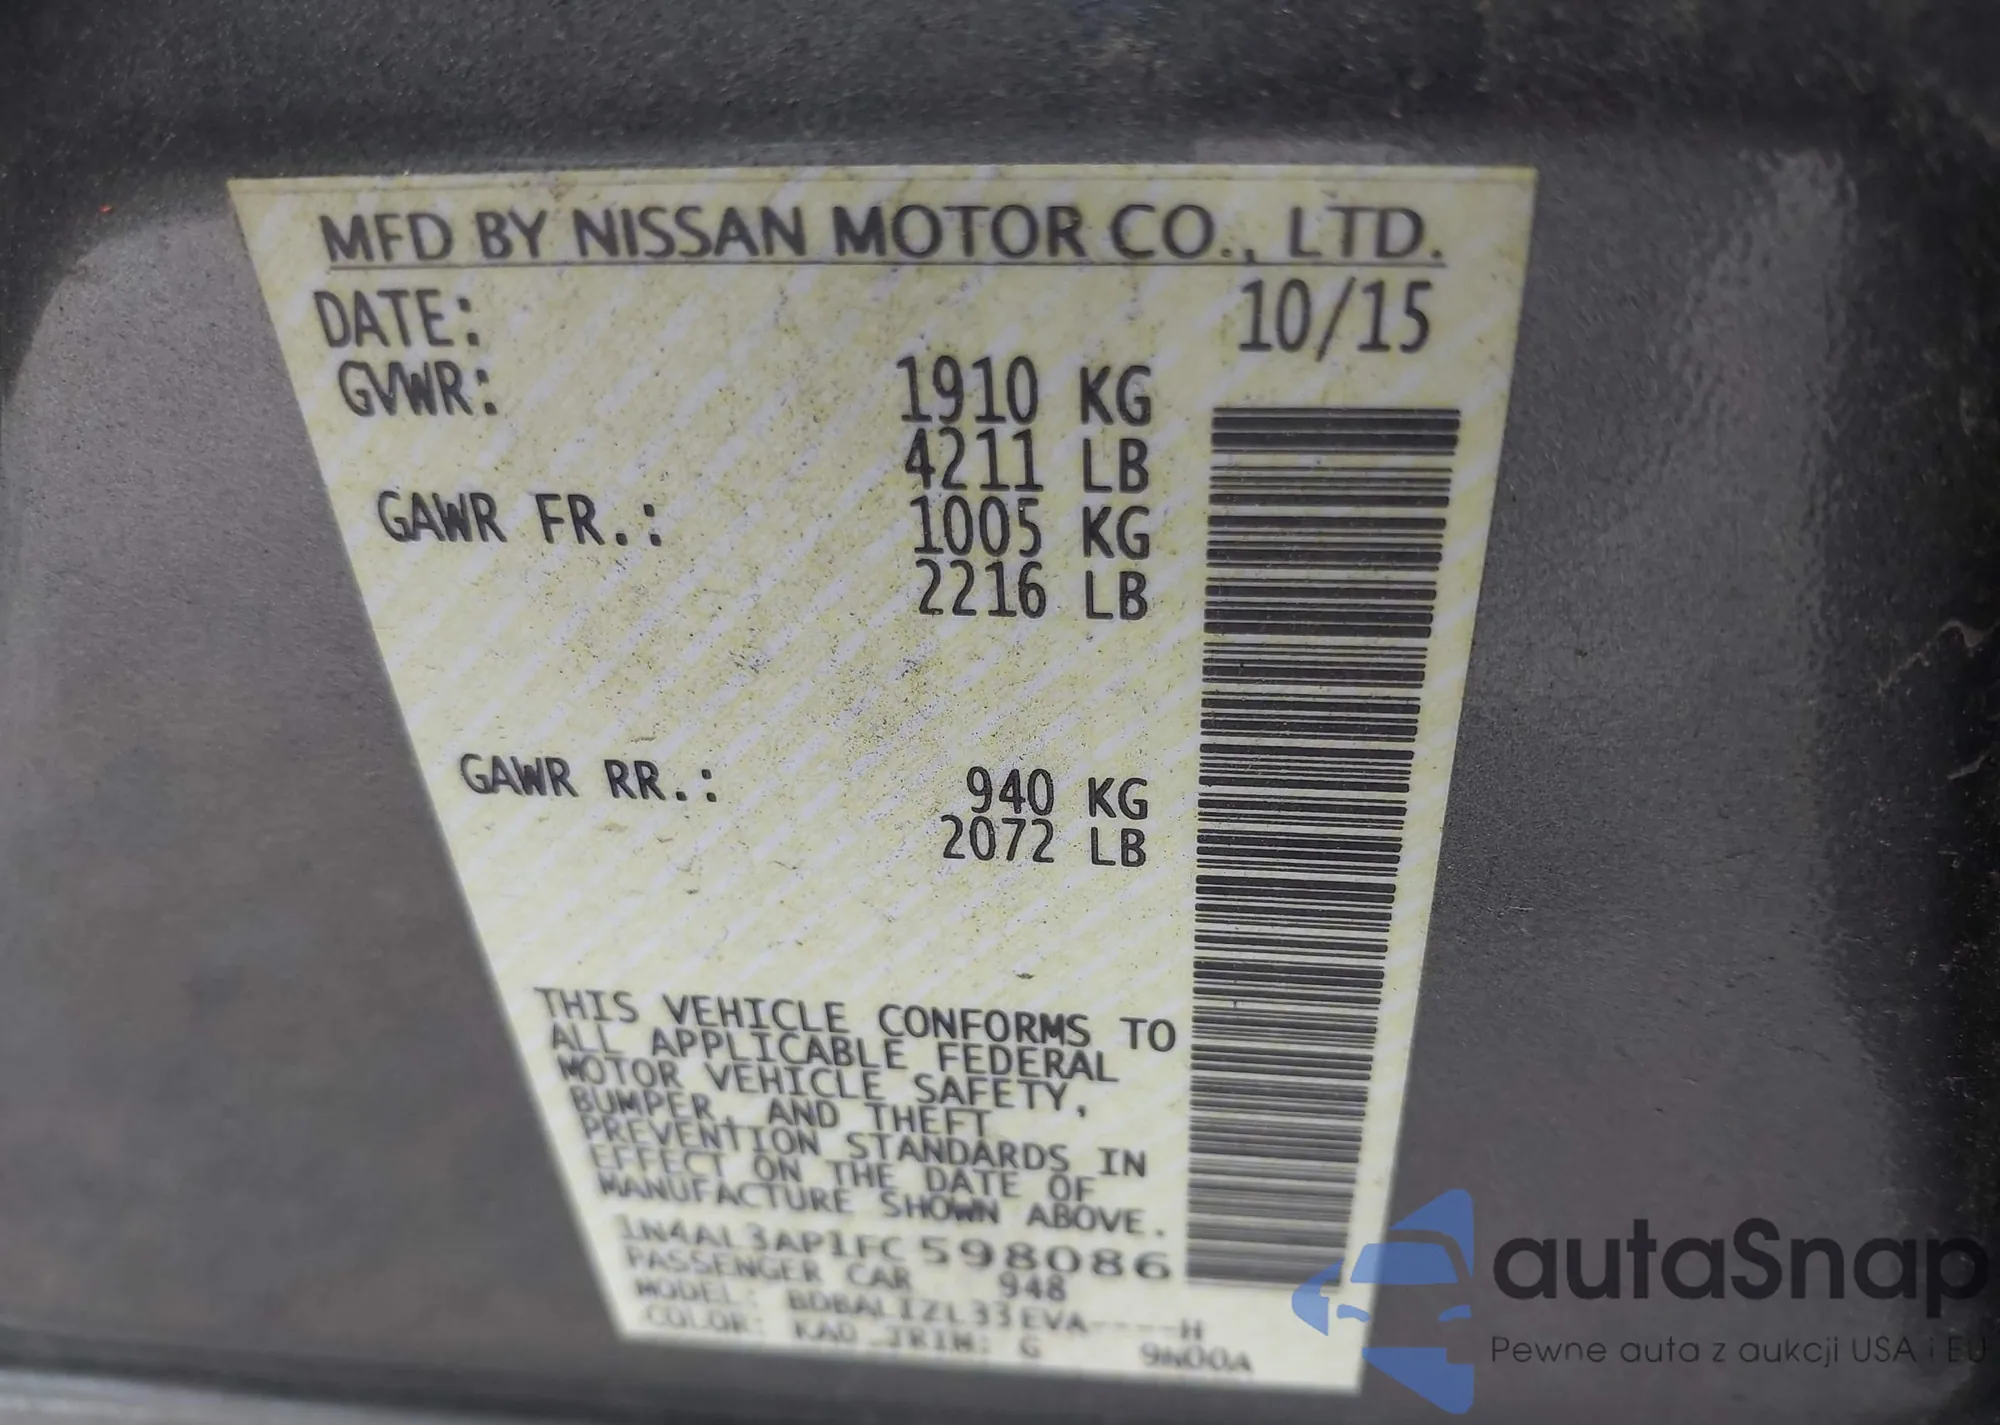 MFD BY NISSAN MOTOR CO., LTD.
DATE: 10/15
GVWR: 1910 KG
4211 LB
GAWR FR.: 1005 KG
2216 LB
GAWR RR.: 940 KG
2072 LB
THIS VEHICLE CONFORMS TO
ALL APPLICABLE FEDERAL
MOTOR VEHICLE SAFETY,
BUMPER, AND THEFT
PREVENTION STANDARDS IN
EFFECT ON THE DATE OF
MANUFACTURE SHOWN ABOVE.
1N4AL3AP1FC598086
PASSENGER CAR 948
MODEL: BDBALIZL33EVA----H
COLOR: KAD TRIM: G 9N00A
autaSnap
Pewne auta z aukcji USA i EU